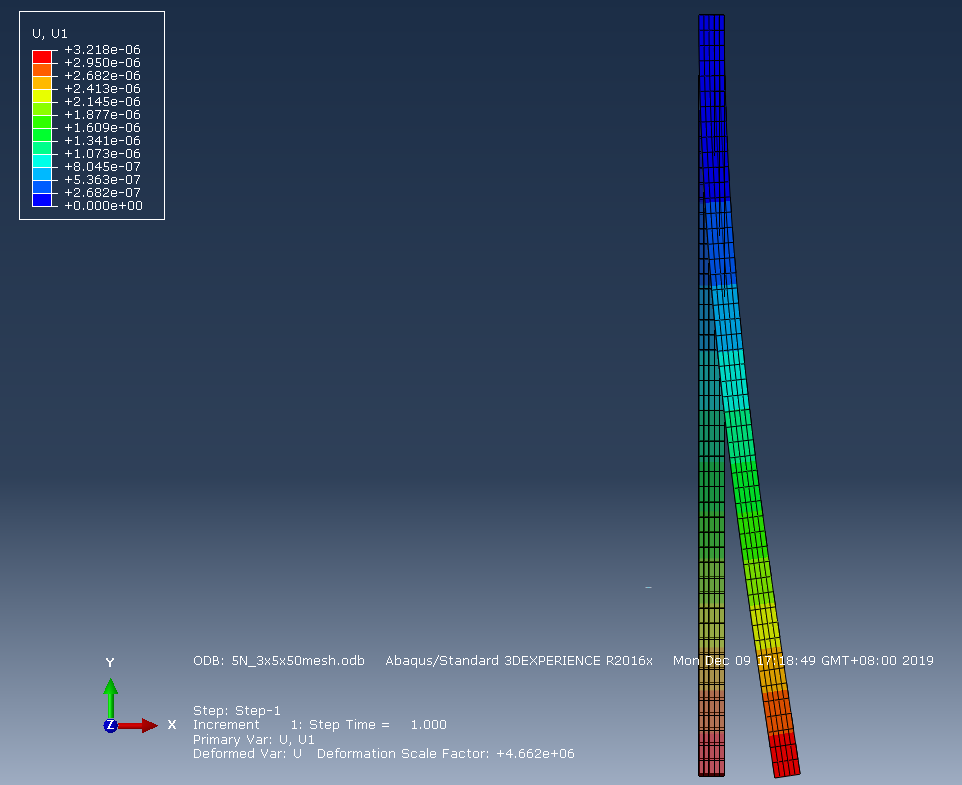 U, U1
+3.218e-06
+2.950e-06
+2.682e-06
+2.413e-06
+2.145e-06
+1.877e-06
+1.609e-06
+1.341e-06
+1.073e-06
+8.045e-07
+5.363e-07
+2.682e-07
+0.000e+00
Y
Z
X
ODB: 5N_3x5x50mesh.odb Abaqus/Standard 3DEXPERIENCE R2016x Mon Dec 09 17:18:49 GMT+08:00 2019
Step: Step-1
Increment 1: Step Time = 1.000
Primary Var: U, U1
Deformed Var: U Deformation Scale Factor: +4.662e+06